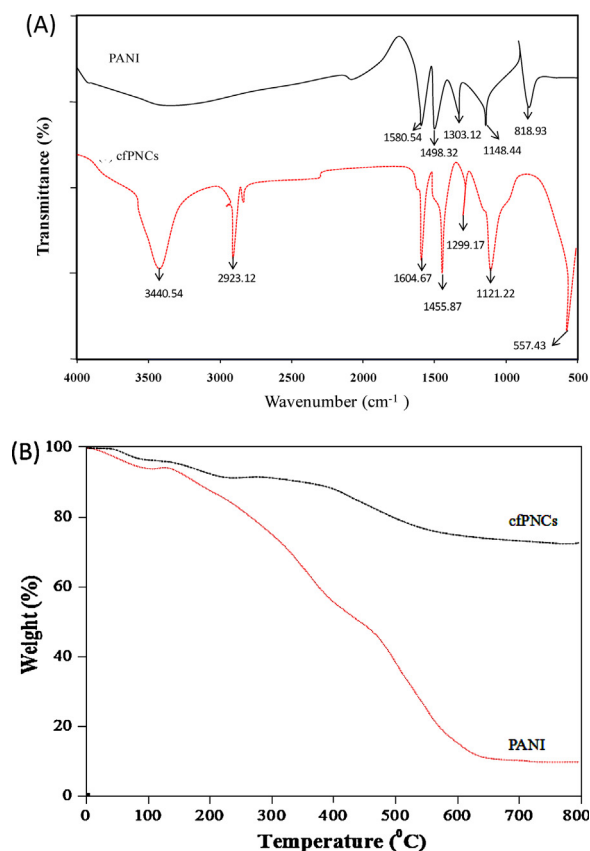 (A)
PANI
cfPNCs
Transmittance (%)
1580.54
1498.32
1303.12
1148.44
818.93
3440.54
2923.12
1604.67
1455.87
1299.17
1121.22
557.43
4000 3500 3000 2500 2000 1500 1000 500
Wavenumber (cm-1 )
(B)
100
80
60
40
20
0
Weight (%)
cfPNCs
PANI
0 100 200 300 400 500 600 700 800
Temperature (0C)